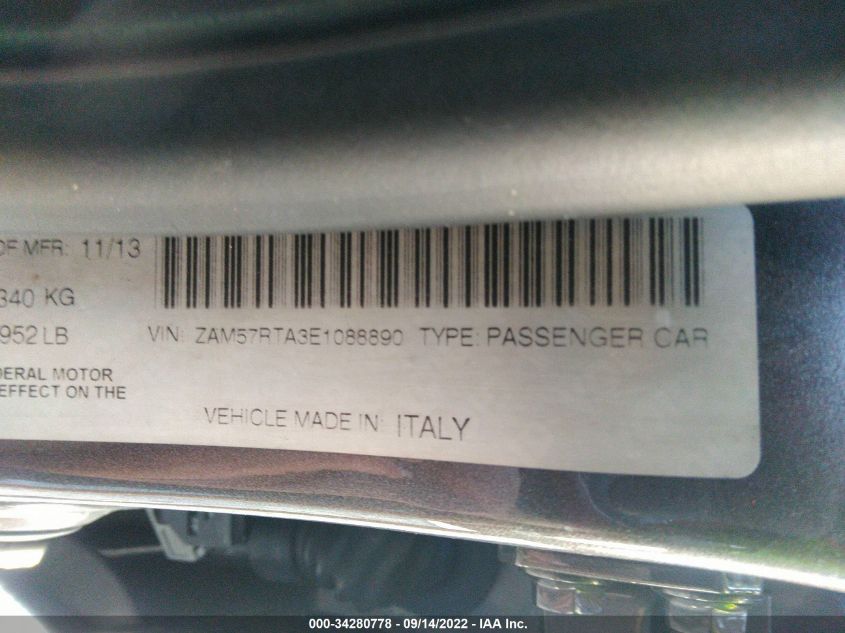 OF MFR: 11/13
340 KG
952 LB
VIN: ZAM57RTA3E1088890 TYPE: PASSENGER CAR
DERAL MOTOR
EFFECT ON THE
VEHICLE MADE IN: ITALY
000-34280778 - 09/14/2022 - IAA Inc.